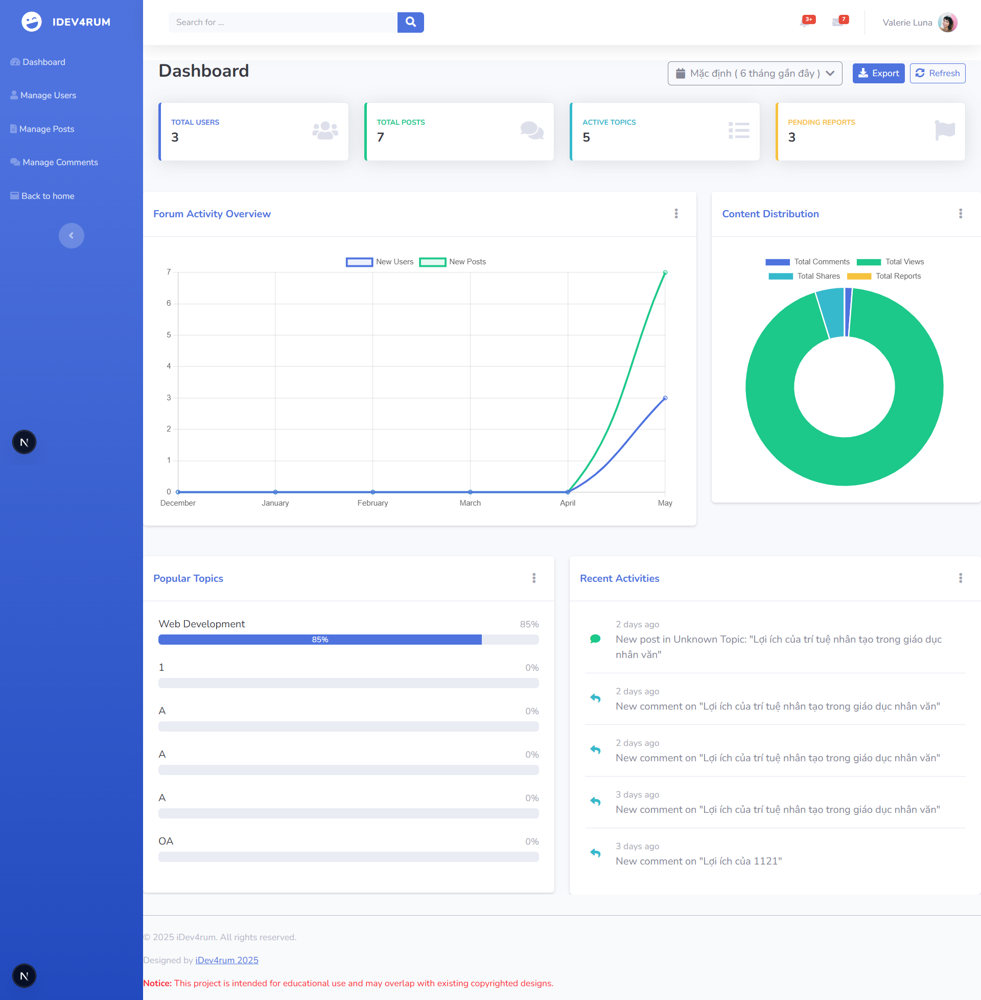 IDEV4RUM
Search for ...
3+
7
Valerie Luna
Dashboard
Manage Users
Manage Posts
Manage Comments
Back to home
Dashboard
Mặc định ( 6 tháng gần đây )
Export
Refresh
TOTAL USERS
3
TOTAL POSTS
7
ACTIVE TOPICS
5
PENDING REPORTS
3
Forum Activity Overview
New Users
New Posts
7
6
5
4
3
2
1
0
December
January
February
March
April
May
Content Distribution
Total Comments
Total Views
Total Shares
Total Reports
N
Popular Topics
Web Development
85%
85%
1
0%
A
0%
A
0%
A
0%
OA
0%
Recent Activities
2 days ago
New post in Unknown Topic: "Lợi ích của trí tuệ nhân tạo trong giáo dục
nhân văn"
2 days ago
New comment on "Lợi ích của trí tuệ nhân tạo trong giáo dục nhân văn"
2 days ago
New comment on "Lợi ích của trí tuệ nhân tạo trong giáo dục nhân văn"
3 days ago
New comment on "Lợi ích của trí tuệ nhân tạo trong giáo dục nhân văn"
3 days ago
New comment on "Lợi ích của 1121"
© 2025 iDev4rum. All rights reserved.
Designed by iDev4rum 2025
N
Notice: This project is intended for educational use and may overlap with existing copyrighted designs.